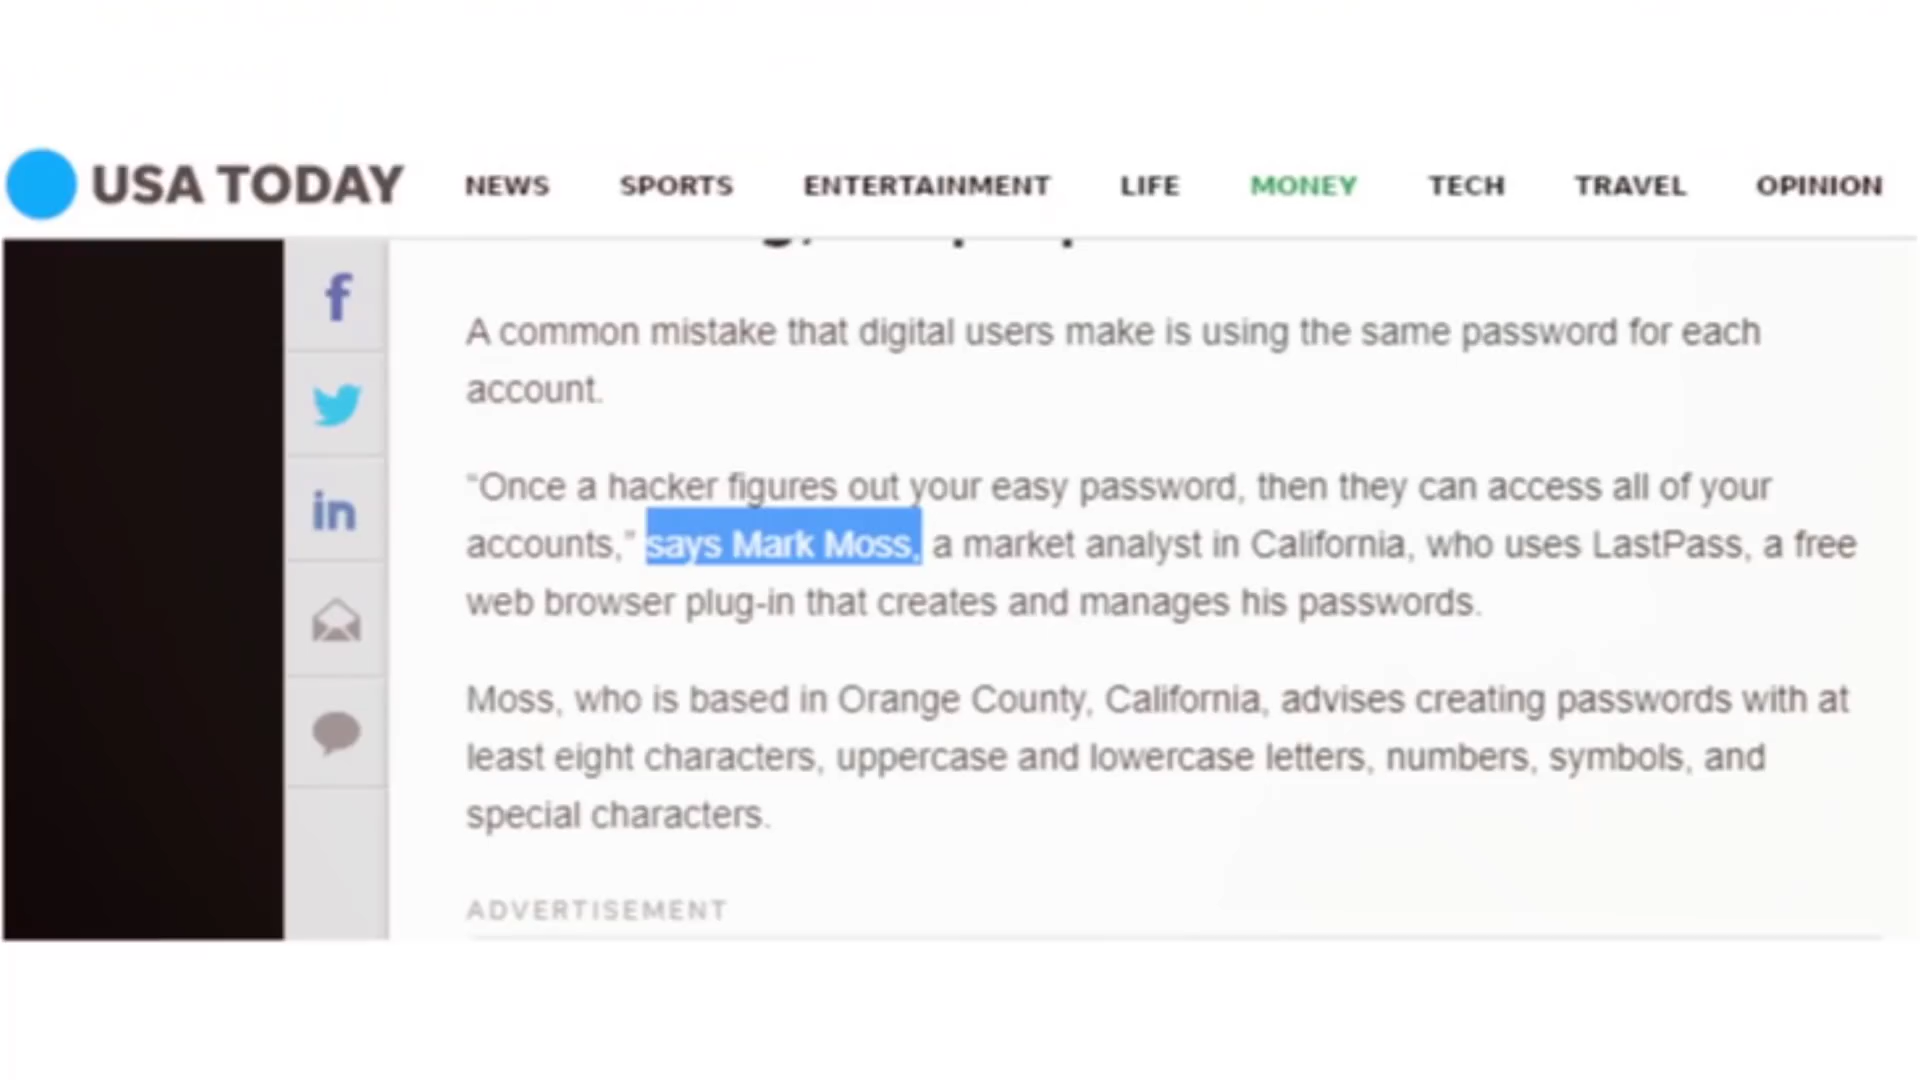 USA TODAY NEWS SPORTS ENTERTAINMENT LIFE MONEY TECH TRAVEL OPINION
A common mistake that digital users make is using the same password for each
account.
“Once a hacker figures out your easy password, then they can access all of your
accounts,” says Mark Moss, a market analyst in California, who uses LastPass, a free
web browser plug-in that creates and manages his passwords.
Moss, who is based in Orange County, California, advises creating passwords with at
least eight characters, uppercase and lowercase letters, numbers, symbols, and
special characters.
ADVERTISEMENT